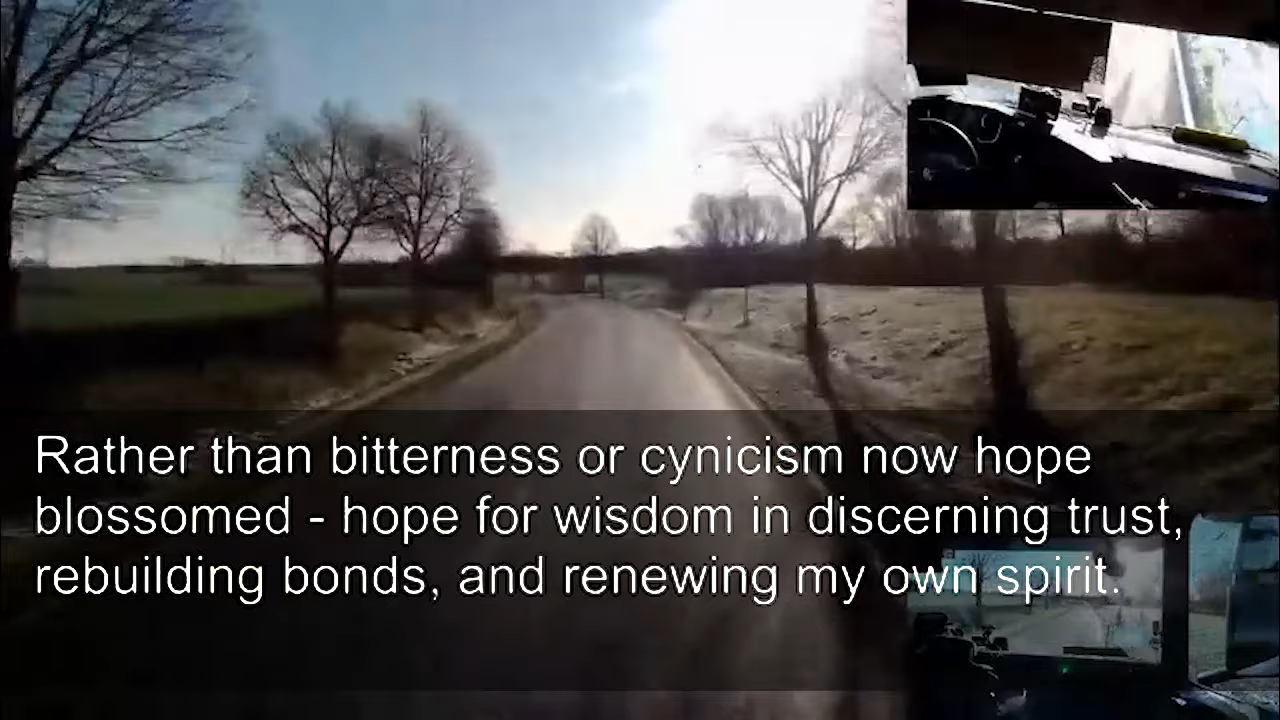 Rather than bitterness or cynicism now hope
blossomed - hope for wisdom in discerning trust,
rebuilding bonds, and renewing my own spirit.